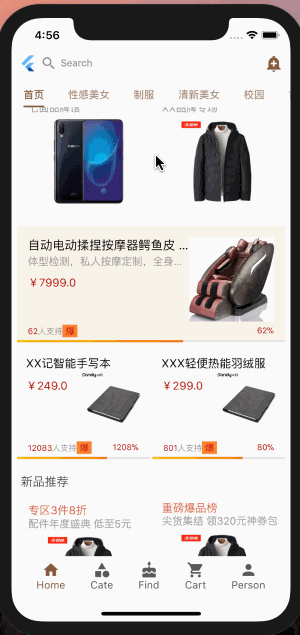 4:56
Search
首页 性感美女 制服 清新美女 校园
自动电动揉捏按摩器鳄鱼皮 ...
体型检测，私人按摩定制，全身...
￥7999.0
62人支持 爆 62%
XX记智能手写本 XXX轻便热能羽绒服
￥249.0 ￥299.0
12083人支持 爆 1208% 801人支持 爆 80%
新品推荐
专区3件8折 重磅爆品榜
配件年度盛典 低至5元 尖货集结 领320元神券包
Home Cate Find Cart Person